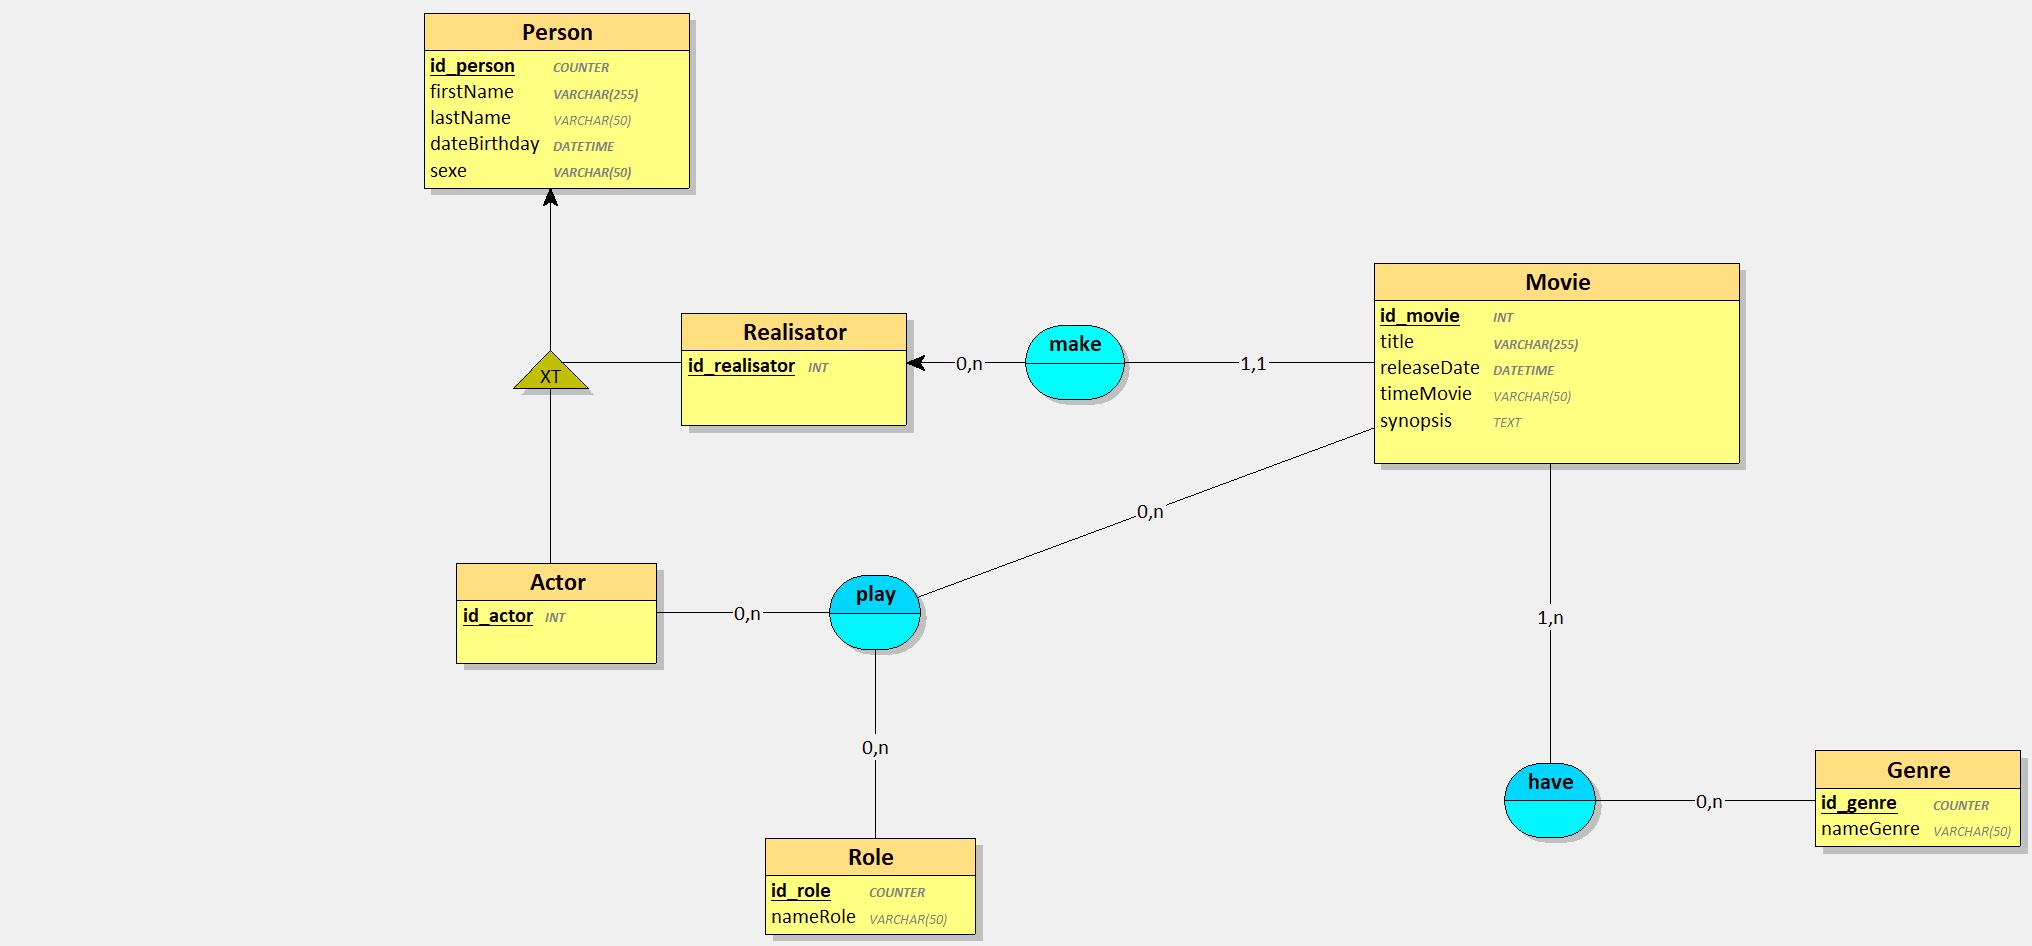 Person
id_person COUNTER
firstName VARCHAR(255)
lastName VARCHAR(50)
dateBirthday DATETIME
sexe VARCHAR(50)
XT
Realisator
id_realisator INT
0,n
make
1,1
Movie
id_movie INT
title VARCHAR(255)
releaseDate DATETIME
timeMovie VARCHAR(50)
synopsis TEXT
0,n
Actor
id_actor INT
0,n
play
0,n
Role
id_role COUNTER
nameRole VARCHAR(50)
1,n
have
0,n
Genre
id_genre COUNTER
nameGenre VARCHAR(50)